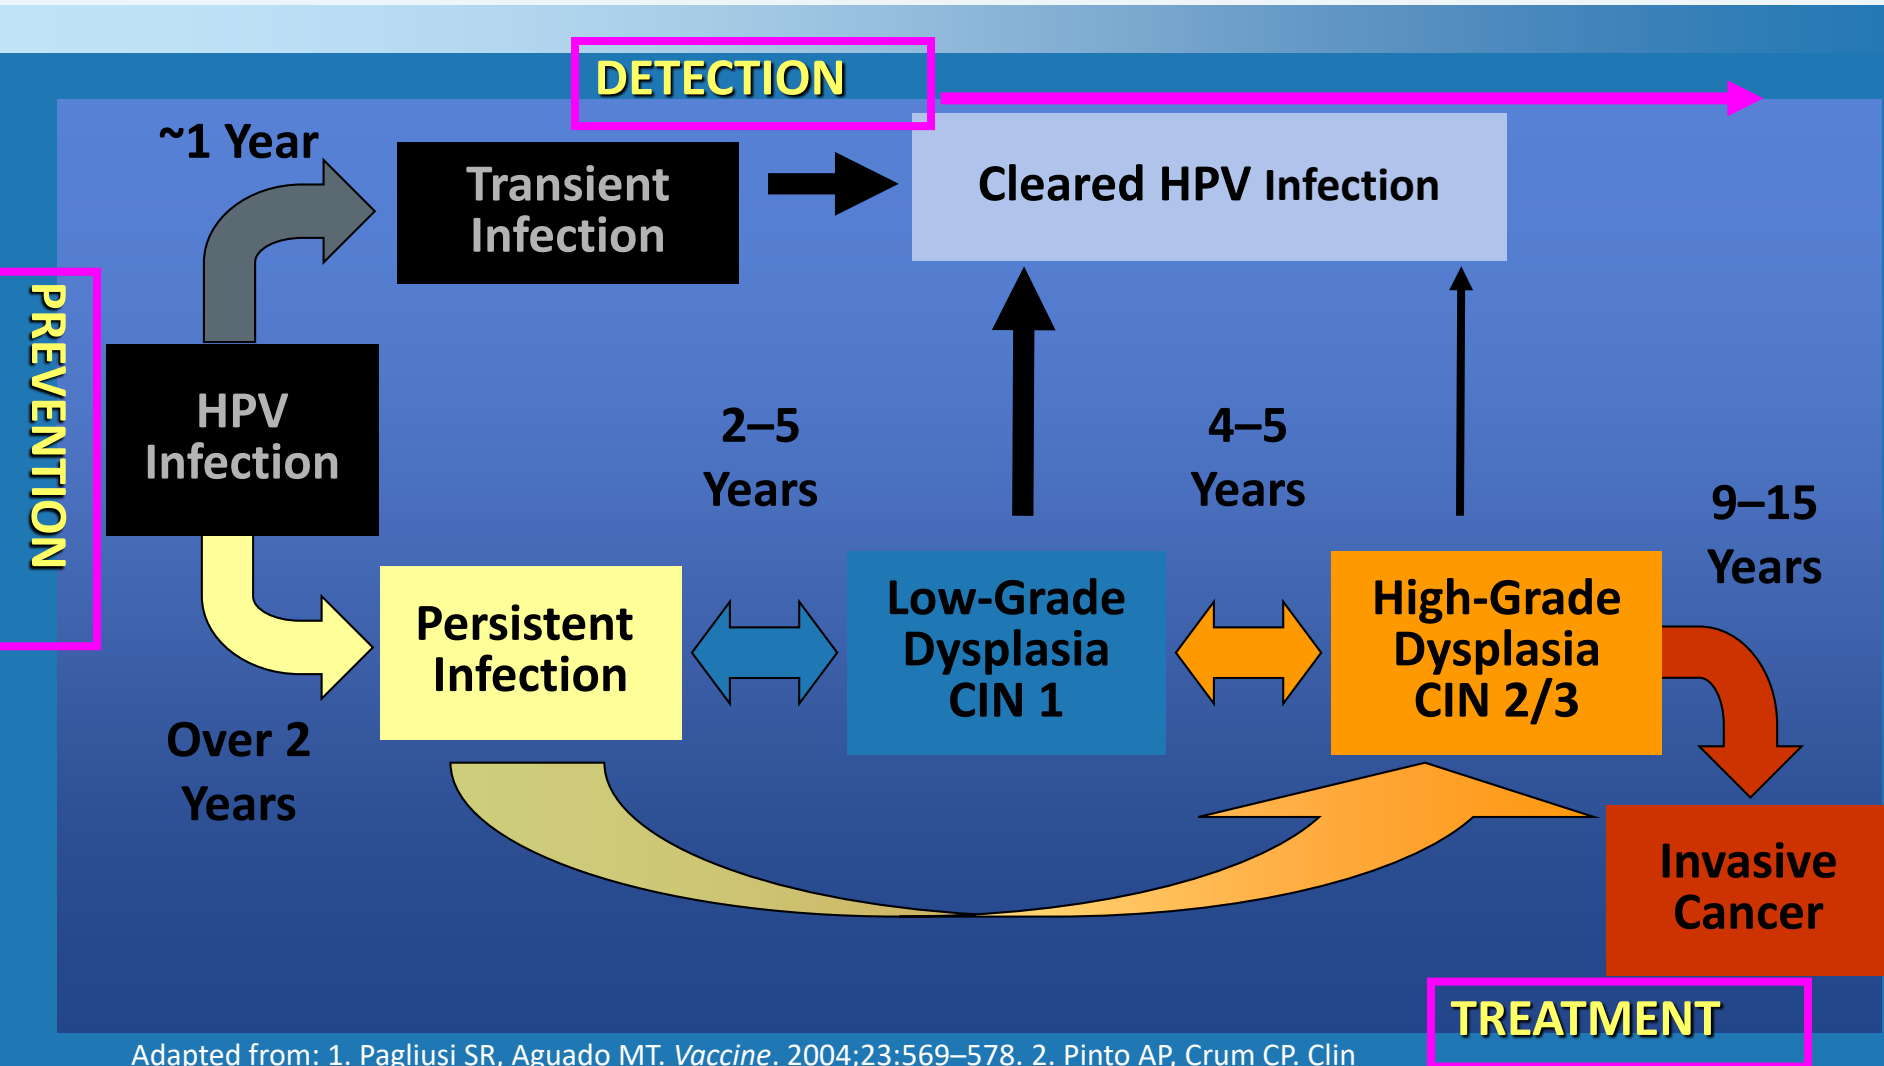 DETECTION
~1 Year
Transient
Infection
Cleared HPV Infection
PREVENTION
HPV
Infection
2–5
Years
4–5
Years
9–15
Years
Persistent
Infection
Low-Grade
Dysplasia
CIN 1
High-Grade
Dysplasia
CIN 2/3
Over 2
Years
Invasive
Cancer
TREATMENT
Adapted from: 1. Pagliusi SR, Aguado MT. Vaccine. 2004;23:569–578. 2. Pinto AP, Crum CP. Clin